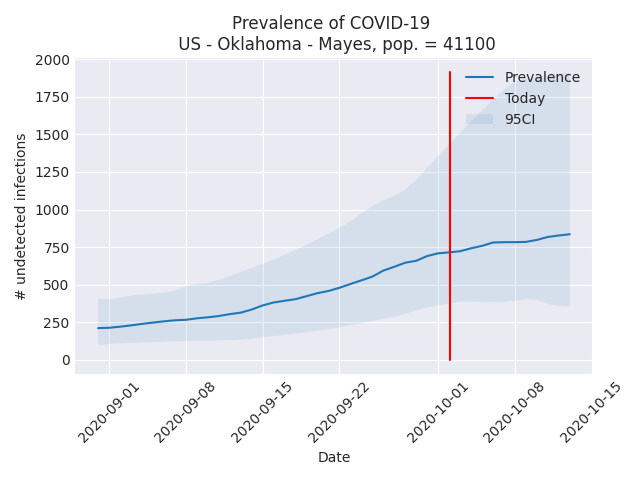 Prevalence of COVID-19
US - Oklahoma - Mayes, pop. = 41100
2000
1750
1500
1250
1000
750
500
250
0
# undetected infections
Prevalence
Today
95CI
2020-09-01
2020-09-08
2020-09-15
2020-09-22
2020-10-01
2020-10-08
2020-10-15
Date